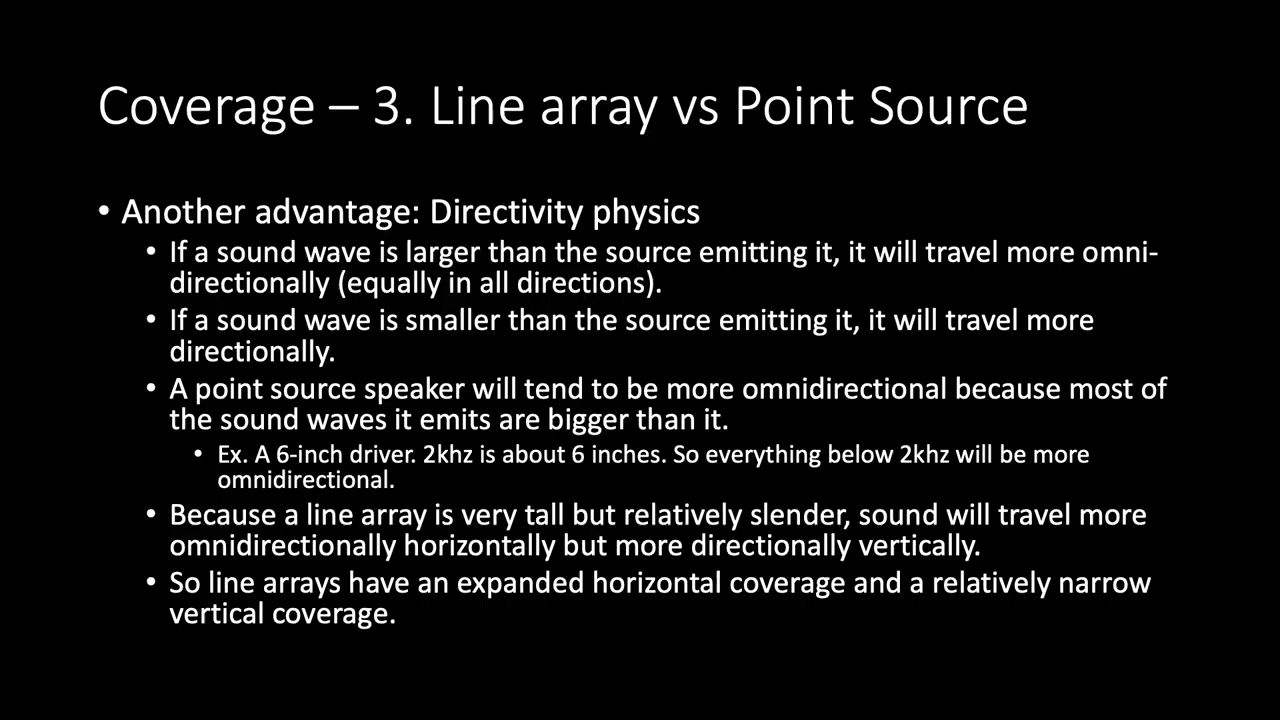 Coverage – 3. Line array vs Point Source
• Another advantage: Directivity physics
• If a sound wave is larger than the source emitting it, it will travel more omni-
directionally (equally in all directions).
• If a sound wave is smaller than the source emitting it, it will travel more
directionally.
• A point source speaker will tend to be more omnidirectional because most of
the sound waves it emits are bigger than it.
• Ex. A 6-inch driver. 2khz is about 6 inches. So everything below 2khz will be more
omnidirectional.
• Because a line array is very tall but relatively slender, sound will travel more
omnidirectionally horizontally but more directionally vertically.
• So line arrays have an expanded horizontal coverage and a relatively narrow
vertical coverage.